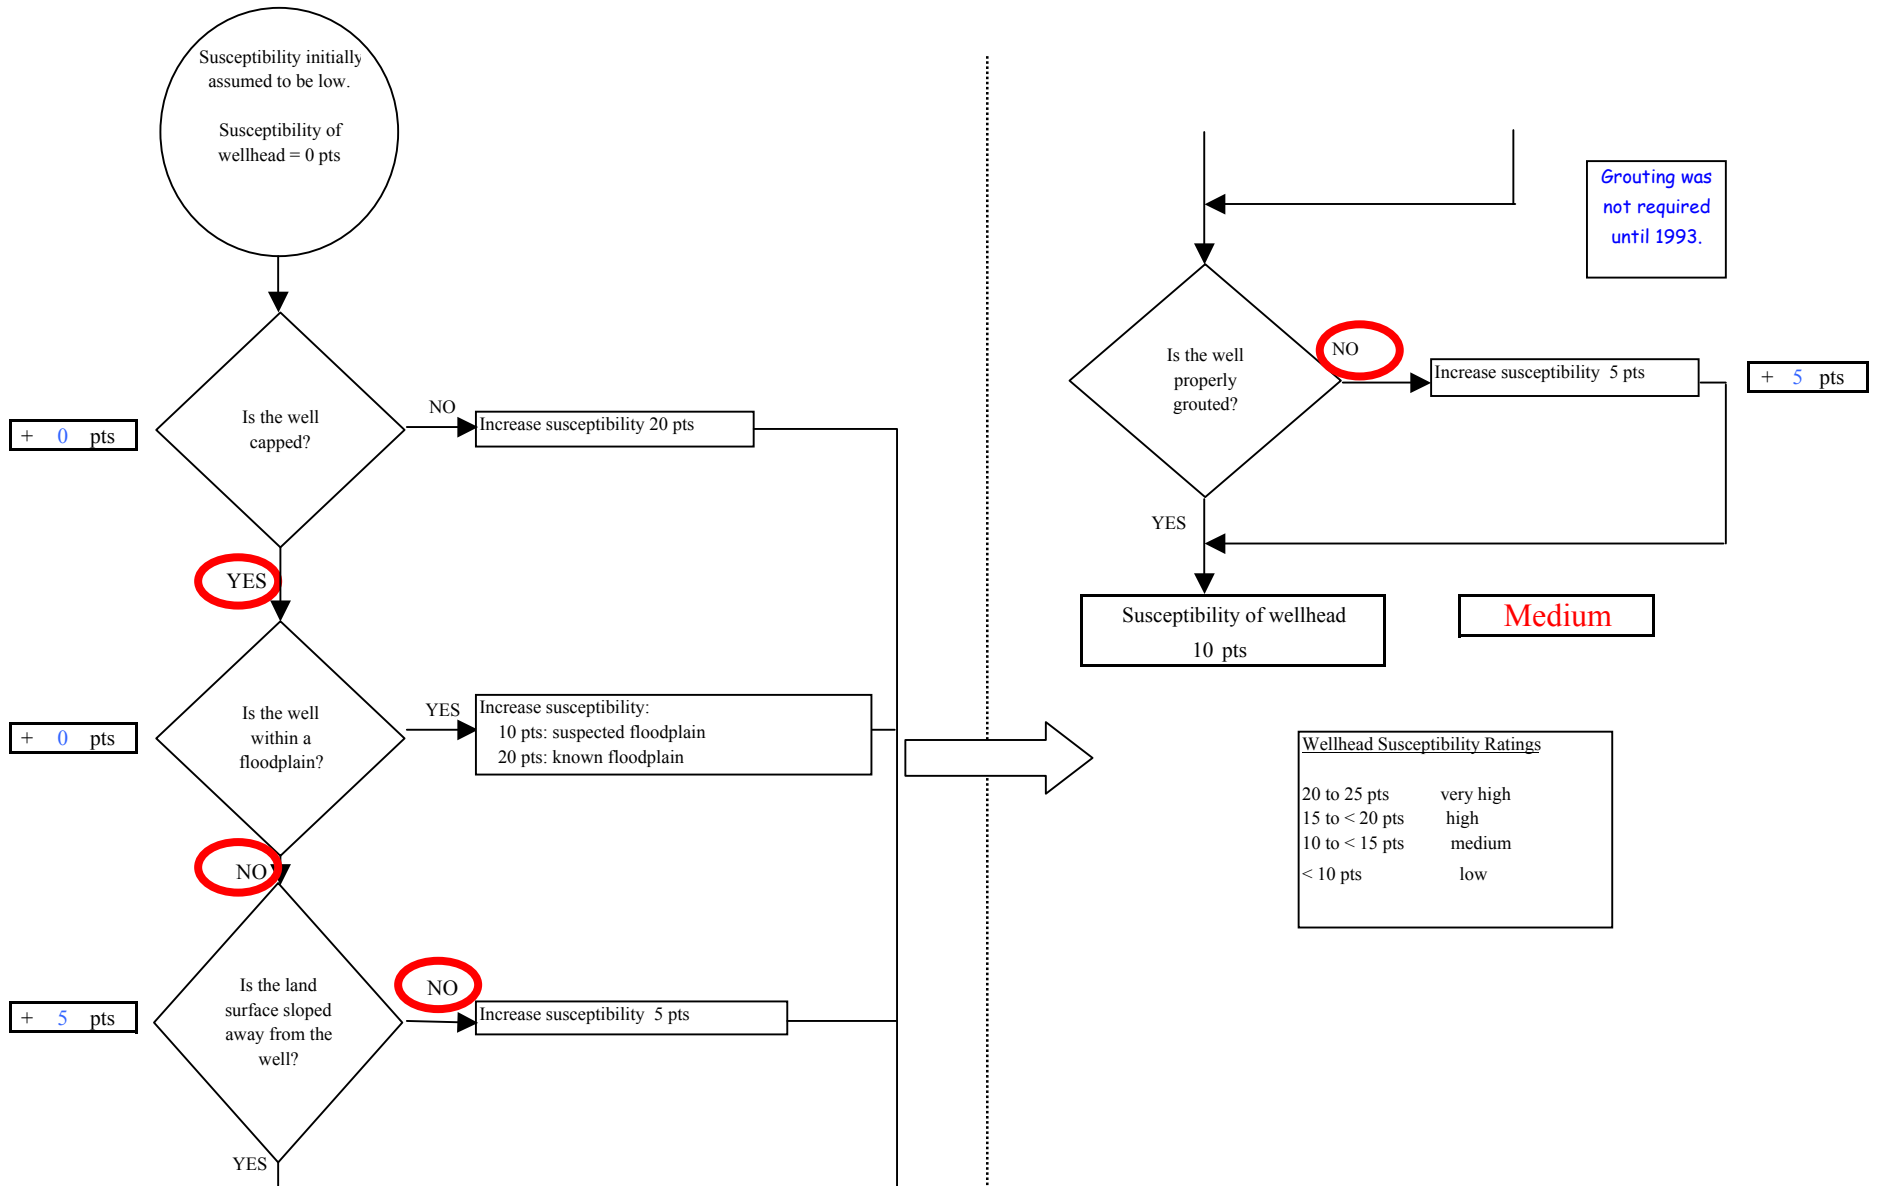 Susceptibility initially
assumed to be low.
Susceptibility of
wellhead = 0 pts
Is the well
capped?
NO
Increase susceptibility 20 pts
+ 0 pts
YES
Is the well
within a
floodplain?
YES
Increase susceptibility:
10 pts: suspected floodplain
20 pts: known floodplain
+ 0 pts
NO
Is the land
surface sloped
away from the
well?
NO
Increase susceptibility 5 pts
+ 5 pts
YES
Grouting was
not required
until 1993.
Is the well
properly
grouted?
NO
Increase susceptibility 5 pts
+ 5 pts
YES
Susceptibility of wellhead
10 pts
Medium
Wellhead Susceptibility Ratings
20 to 25 pts very high
15 to < 20 pts high
10 to < 15 pts medium
< 10 pts low